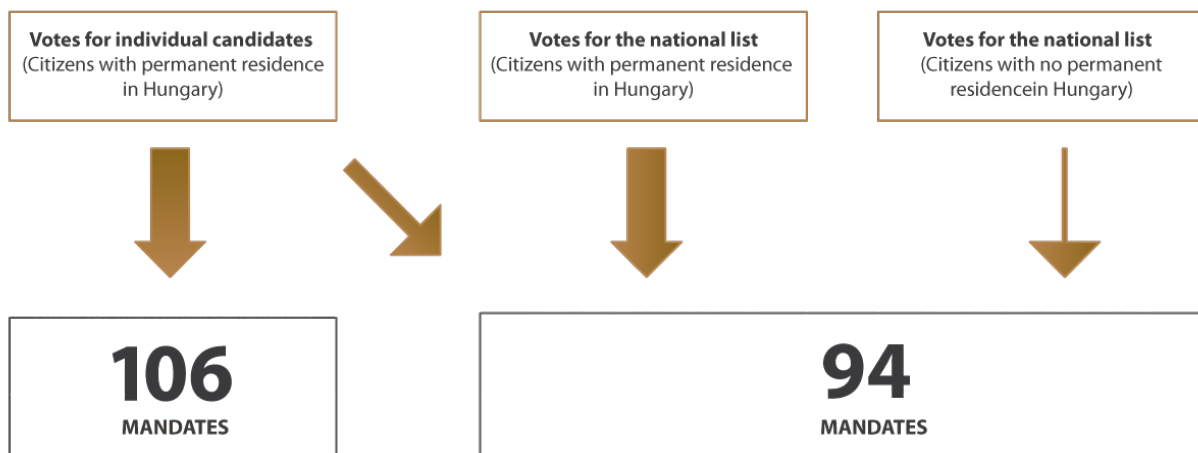 Votes for individual candidates
(Citizens with permanent residence
in Hungary)
Votes for the national list
(Citizens with permanent residence
in Hungary)
Votes for the national list
(Citizens with no permanent
residencein Hungary)
106
MANDATES
94
MANDATES